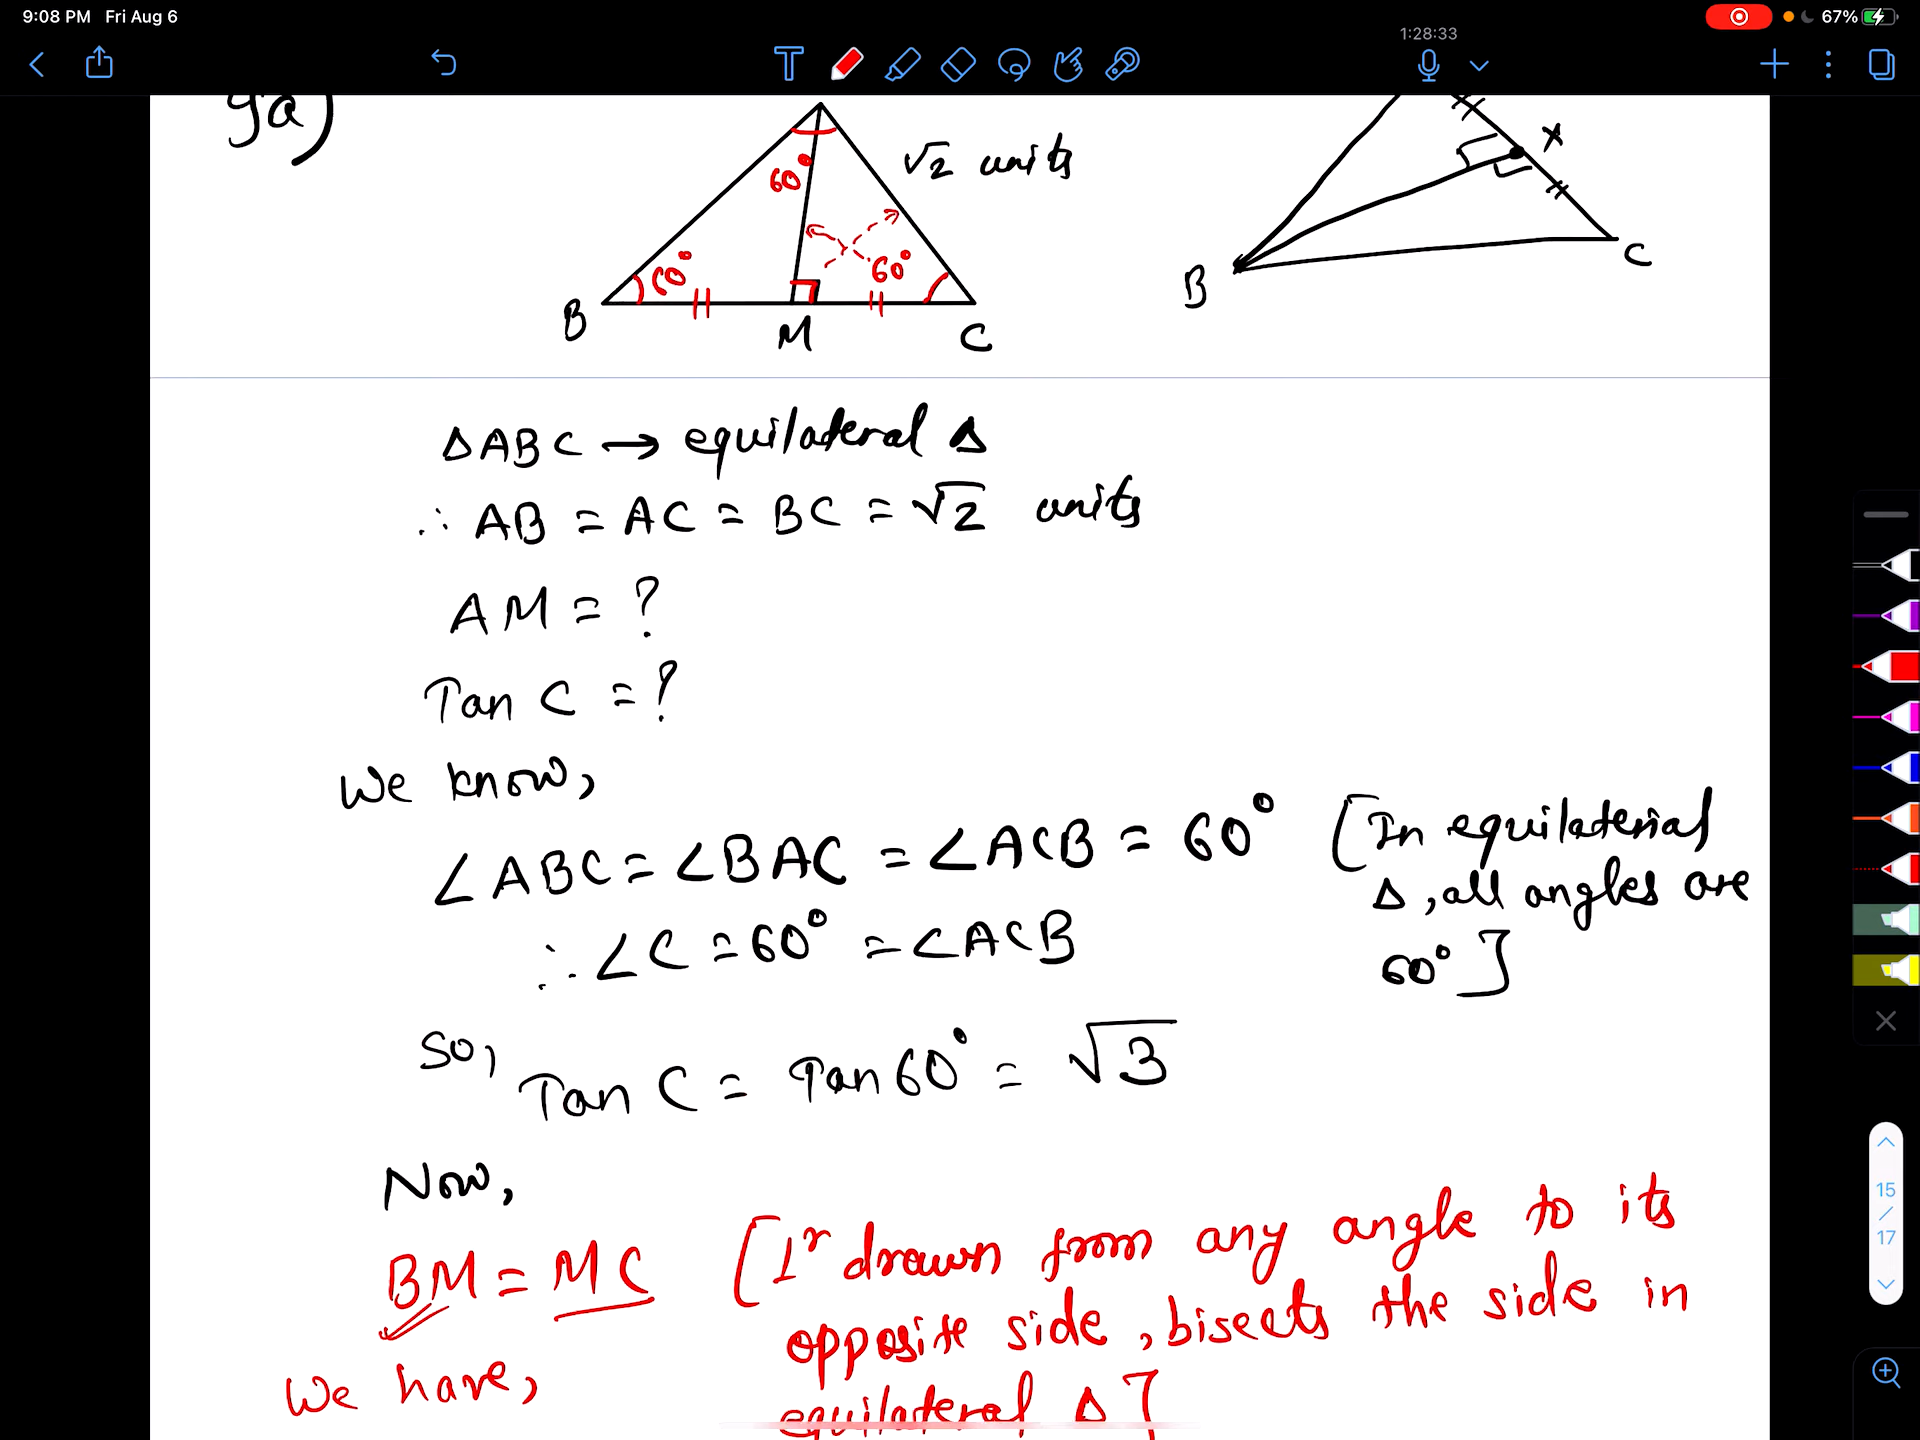 9:08 PM Fri Aug 6
67%
1:28:33
9a)
√2 units
60°
60°
60°
B
M
C
X
B
C
ΔABC → equilateral Δ
∴ AB = AC = BC = √2 units
AM = ?
Tan C = ?
We know,
∠ABC = ∠BAC = ∠ACB = 60° [In equilaterial
Δ, all angles are
60°]
∴ ∠C = 60° = ∠ACB
So,
Tan C = Tan 60° = √3
Now,
BM = MC [⊥r drawn from any angle to its
opposite side, bisects the side in
equilateral Δ]
We have,
15
/
17